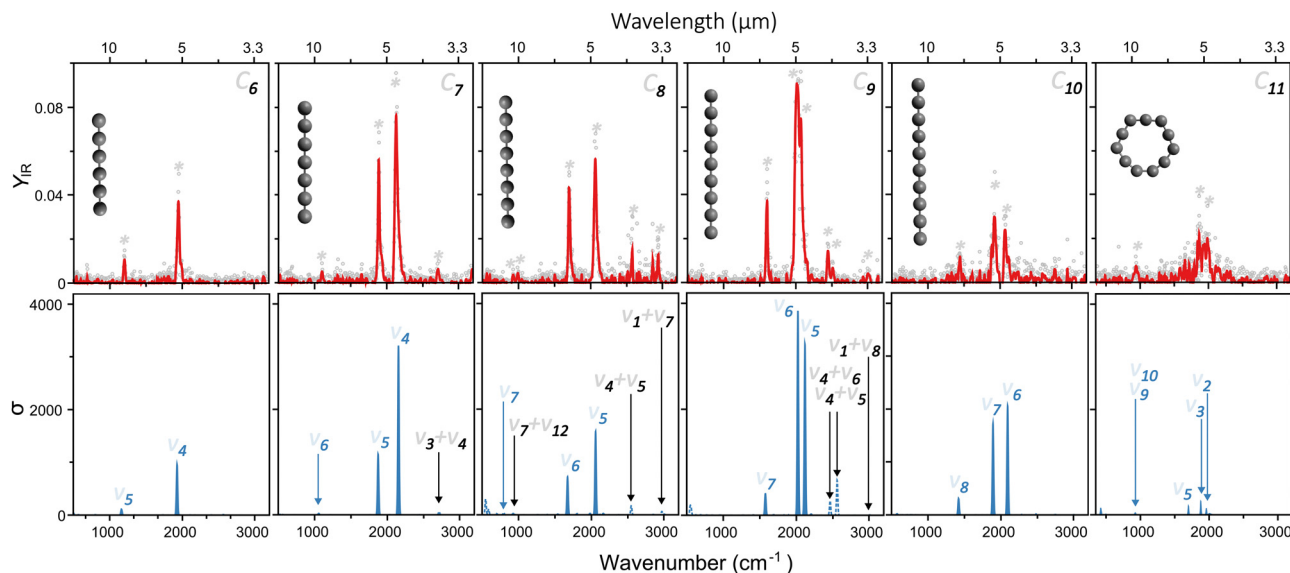 Wavelength (μm)
10 5 3.3 10 5 3.3 10 5 3.3 10 5 3.3 10 5 3.3 10 5 3.3
C6 C7 C8 C9 C10 C11
* * * * * * * * * * * * * * * * * * * * * * * *
0.08
0.04
0
YIR
4000
2000
0
σ
ν5 ν4
ν6 ν5 ν4 ν3+ν4
ν7 ν7+ν12 ν6 ν5 ν4+ν5 ν1+ν7
ν7 ν6 ν5 ν4+ν6 ν4+ν5 ν1+ν8
ν8 ν7 ν6
ν10 ν9 ν5 ν3 ν2
1000 2000 3000 1000 2000 3000 1000 2000 3000 1000 2000 3000 1000 2000 3000 1000 2000 3000
Wavenumber (cm-1)